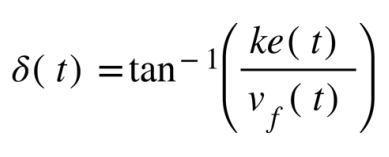 δ(t) = tan⁻¹(ke(t) / v_f(t))